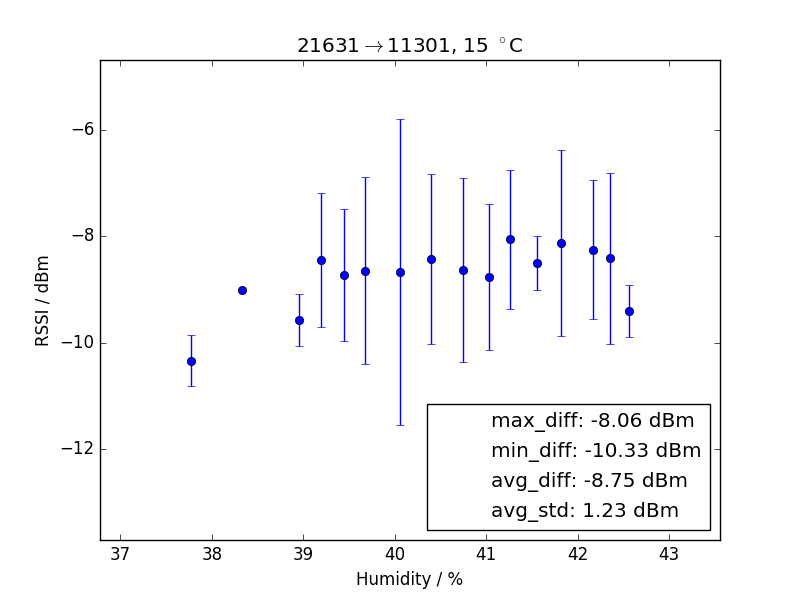 21631→11301, 15 °C
RSSI / dBm
−6
−8
−10
−12
max_diff: -8.06 dBm
min_diff: -10.33 dBm
avg_diff: -8.75 dBm
avg_std: 1.23 dBm
37 38 39 40 41 42 43
Humidity / %